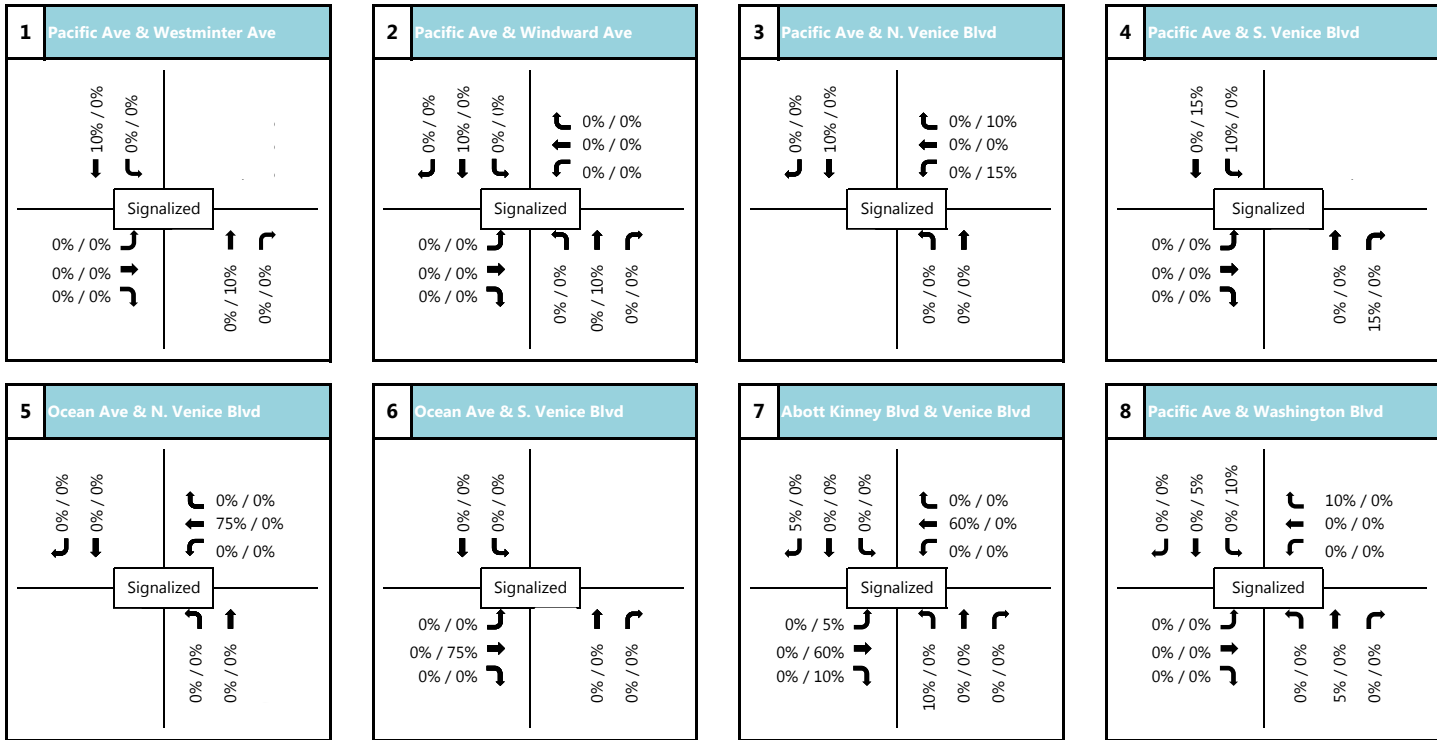 1 Pacific Ave & Westminter Ave
10% / 0%
0% / 0%
Signalized
0% / 0%
0% / 0%
0% / 0%
0% / 10%
0% / 0%
2 Pacific Ave & Windward Ave
0% / 0%
10% / 0%
0% / 0%
0% / 0%
0% / 0%
0% / 0%
Signalized
0% / 0%
0% / 0%
0% / 0%
0% / 0%
0% / 10%
0% / 0%
3 Pacific Ave & N. Venice Blvd
0% / 0%
10% / 0%
0% / 10%
0% / 0%
0% / 15%
Signalized
0% / 0%
0% / 0%
4 Pacific Ave & S. Venice Blvd
0% / 15%
10% / 0%
Signalized
0% / 0%
0% / 0%
0% / 0%
0% / 0%
15% / 0%
5 Ocean Ave & N. Venice Blvd
0% / 0%
0% / 0%
0% / 0%
75% / 0%
0% / 0%
Signalized
0% / 0%
0% / 0%
6 Ocean Ave & S. Venice Blvd
0% / 0%
0% / 0%
Signalized
0% / 0%
0% / 75%
0% / 0%
0% / 0%
0% / 0%
7 Abott Kinney Blvd & Venice Blvd
5% / 0%
0% / 0%
0% / 0%
0% / 0%
60% / 0%
0% / 0%
Signalized
0% / 5%
0% / 60%
0% / 10%
10% / 0%
0% / 0%
0% / 0%
8 Pacific Ave & Washington Blvd
0% / 0%
0% / 5%
0% / 10%
10% / 0%
0% / 0%
0% / 0%
Signalized
0% / 0%
0% / 0%
0% / 0%
0% / 0%
5% / 0%
0% / 0%